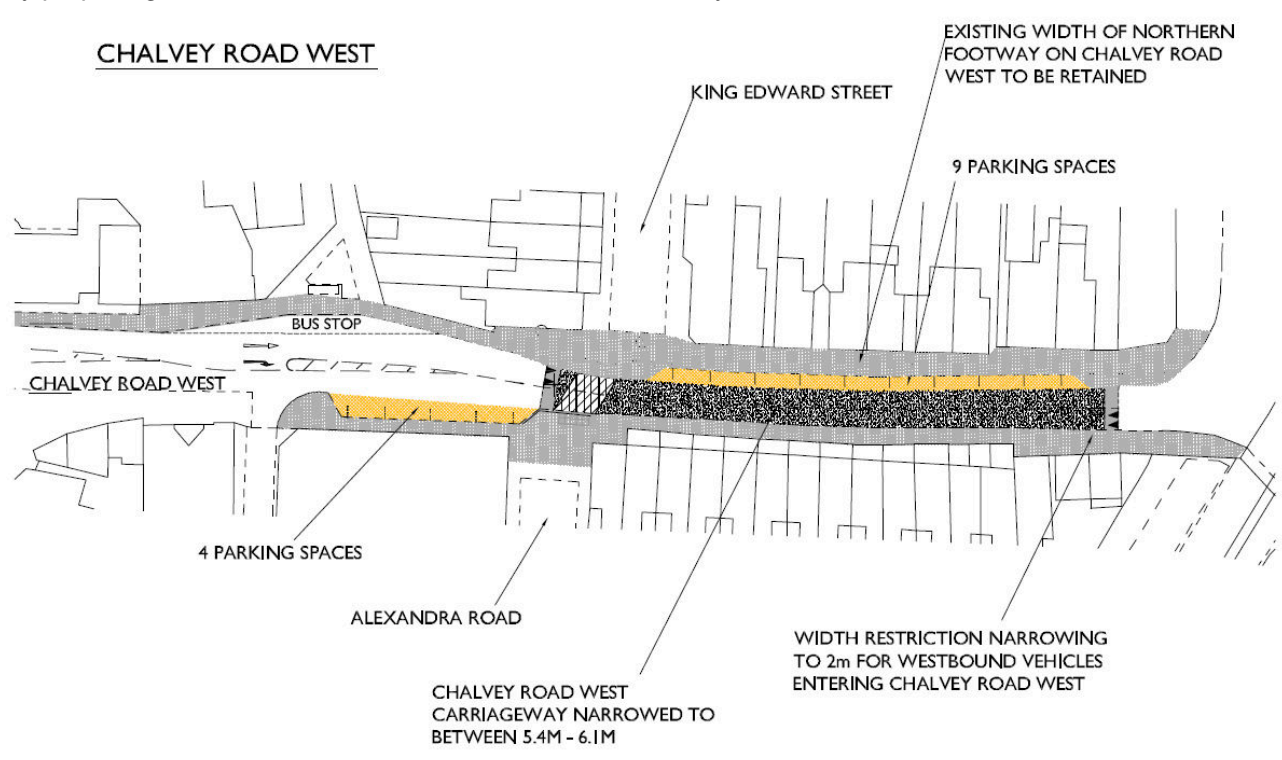 CHALVEY ROAD WEST
EXISTING WIDTH OF NORTHERN
FOOTWAY ON CHALVEY ROAD
WEST TO BE RETAINED
KING EDWARD STREET
9 PARKING SPACES
BUS STOP
CHALVEY ROAD WEST
4 PARKING SPACES
ALEXANDRA ROAD
WIDTH RESTRICTION NARROWING
TO 2m FOR WESTBOUND VEHICLES
ENTERING CHALVEY ROAD WEST
CHALVEY ROAD WEST
CARRIAGEWAY NARROWED TO
BETWEEN 5.4M - 6.1M